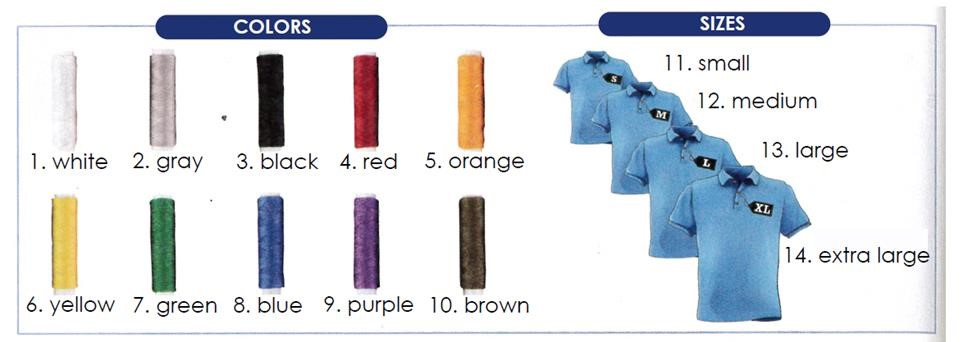 COLORS
1. white 2. gray 3. black 4. red 5. orange
6. yellow 7. green 8. blue 9. purple 10. brown
SIZES
S
11. small
M
12. medium
L
13. large
XL
14. extra large